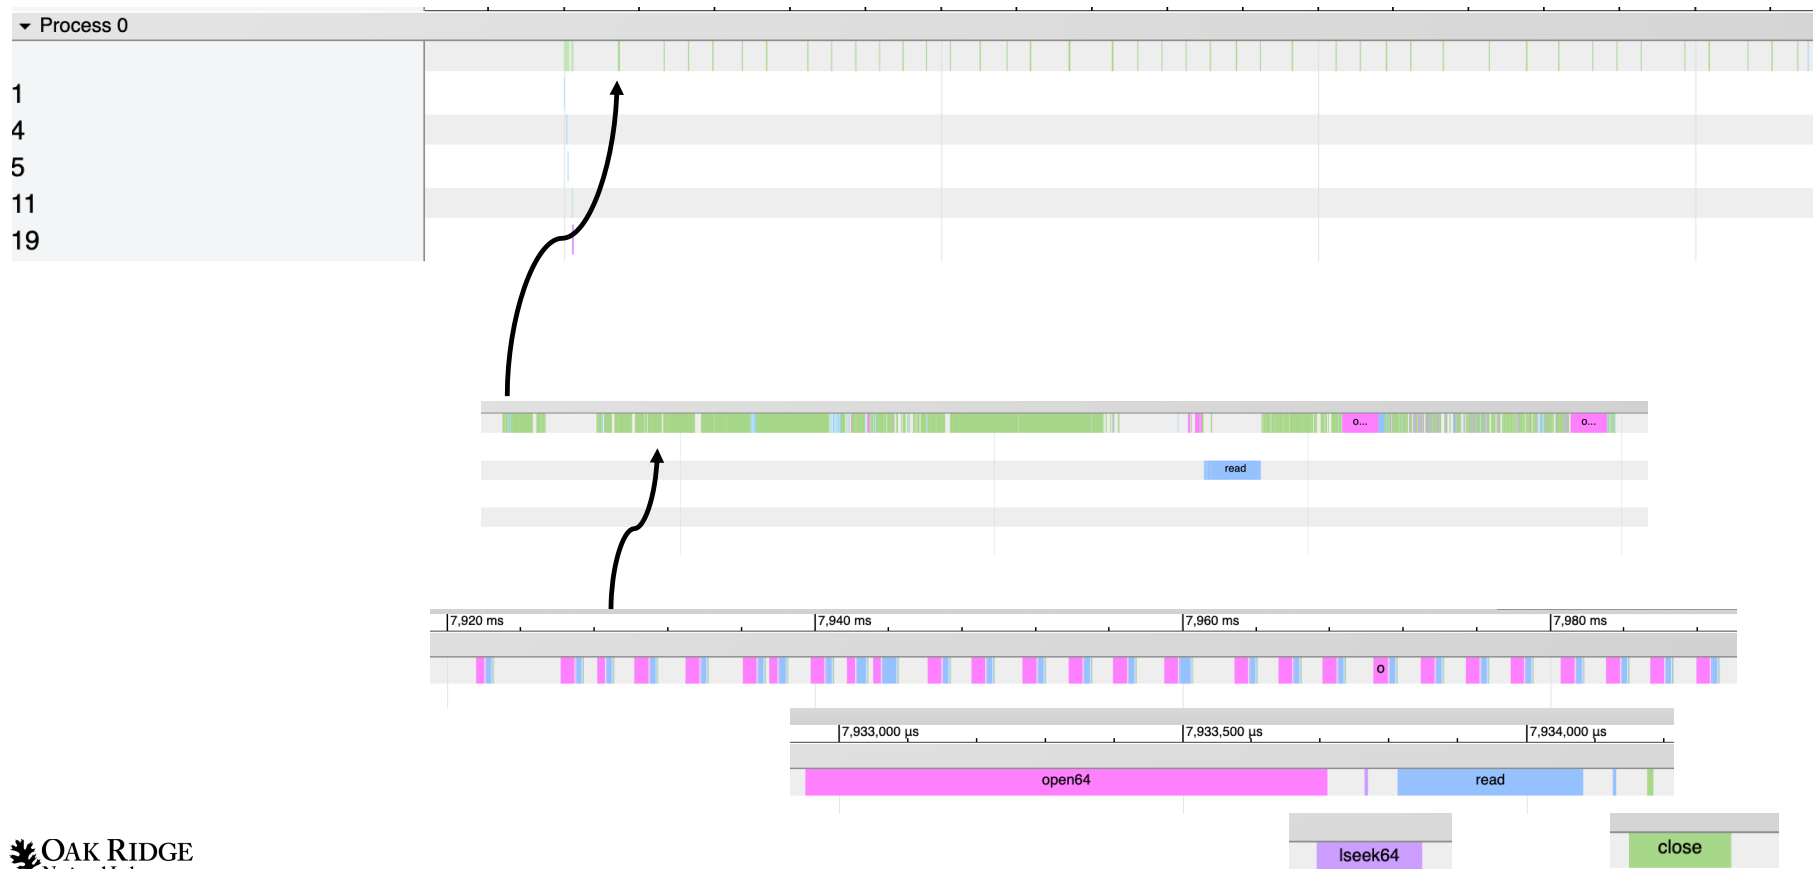 Process 0
1
4
5
11
19
o...
o...
read
7,920 ms
7,940 ms
7,960 ms
7,980 ms
o
7,933,000 µs
7,933,500 µs
7,934,000 µs
open64
read
lseek64
close
OAK RIDGE